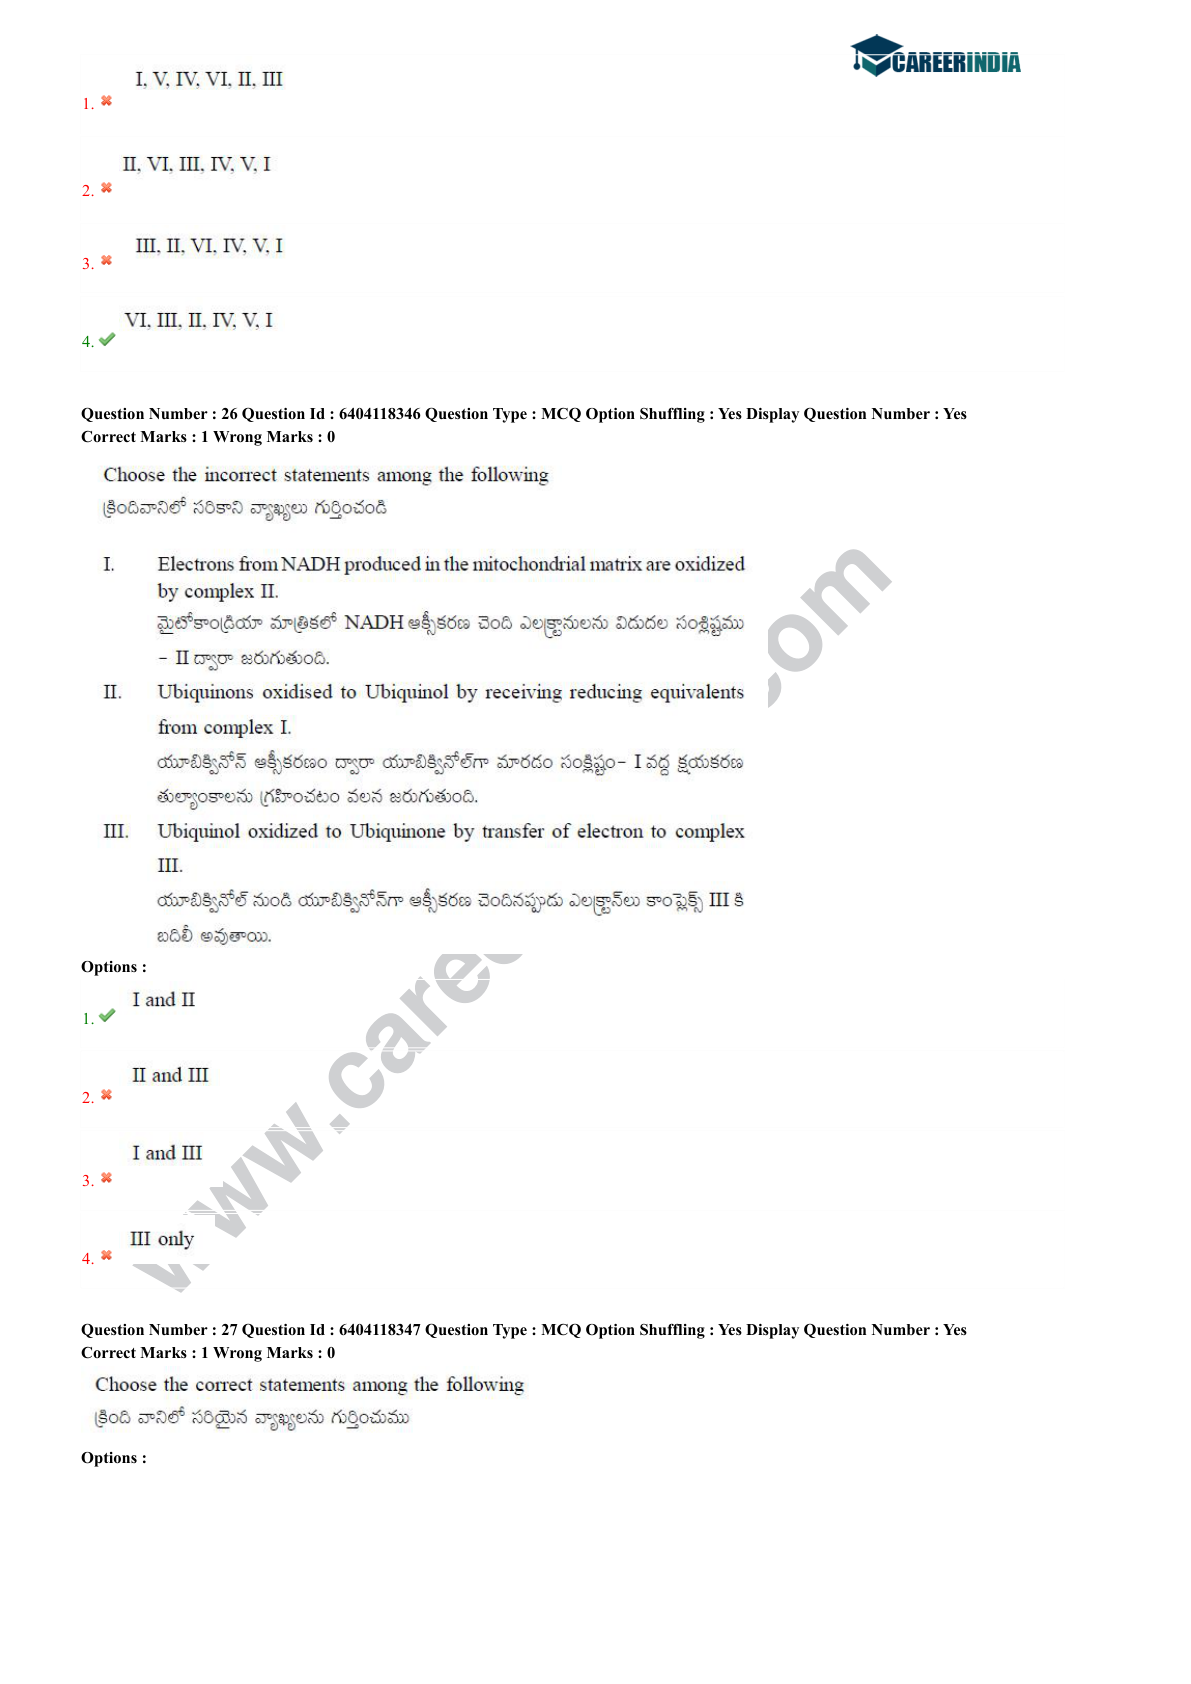 CAREERINDIA
I, V, IV, VI, II, III
1.
II, VI, III, IV, V, I
2.
III, II, VI, IV, V, I
3.
VI, III, II, IV, V, I
4.
Question Number : 26 Question Id : 6404118346 Question Type : MCQ Option Shuffling : Yes Display Question Number : Yes
Correct Marks : 1 Wrong Marks : 0
Choose the incorrect statements among the following
క్రిందివానిలో సరికాని వ్యాఖ్యలు గుర్తించండి
I. Electrons from NADH produced in the mitochondrial matrix are oxidized
by complex II.
మైటోకాండ్రియా మాత్రికలో NADH ఆక్సీకరణ చెంది ఎలక్ట్రానులను విదుదల సంశ్లిష్టము
- II ద్వారా జరుగుతుంది.
II. Ubiquinons oxidised to Ubiquinol by receiving reducing equivalents
from complex I.
యూబిక్వినోన్ ఆక్సీకరణం ద్వారా యూబిక్వినోల్‌గా మారడం సంక్లిష్టం- I వద్ద క్షయకరణ
తుల్యాంకాలను గ్రహించటం వలన జరుగుతుంది.
III. Ubiquinol oxidized to Ubiquinone by transfer of electron to complex
III.
యూబిక్వినోల్ నుండి యూబిక్వినోన్‌గా ఆక్సీకరణ చెందినప్పుడు ఎలక్ట్రాన్‌లు కాంప్లెక్స్ III కి
బదిలీ అవుతాయి.
Options :
I and II
1.
II and III
2.
I and III
3.
III only
4.
Question Number : 27 Question Id : 6404118347 Question Type : MCQ Option Shuffling : Yes Display Question Number : Yes
Correct Marks : 1 Wrong Marks : 0
Choose the correct statements among the following
క్రింది వానిలో సరియైన వ్యాఖ్యలను గుర్తించుము
Options :